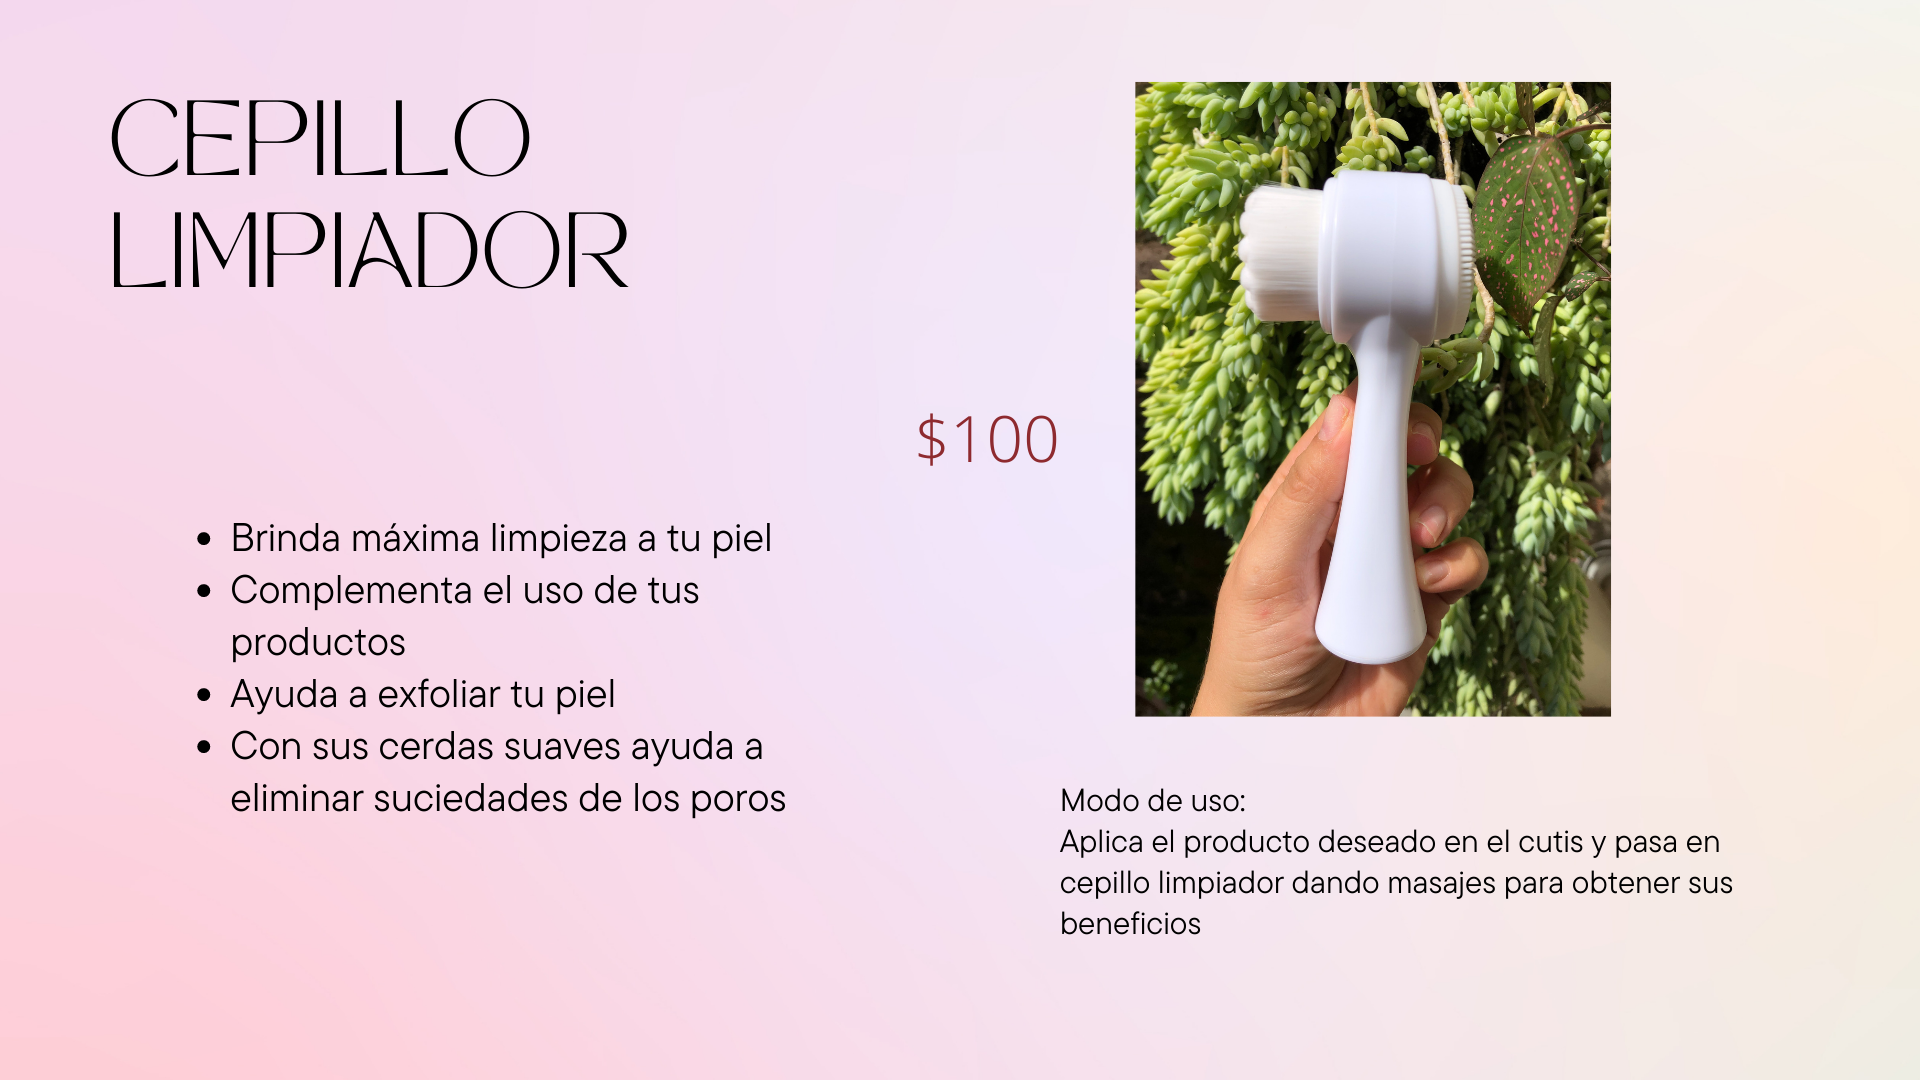 CEPILLO
LIMPIADOR
$100
• Brinda máxima limpieza a tu piel
• Complementa el uso de tus
productos
• Ayuda a exfoliar tu piel
• Con sus cerdas suaves ayuda a
eliminar suciedades de los poros
Modo de uso:
Aplica el producto deseado en el cutis y pasa en
cepillo limpiador dando masajes para obtener sus
beneficios